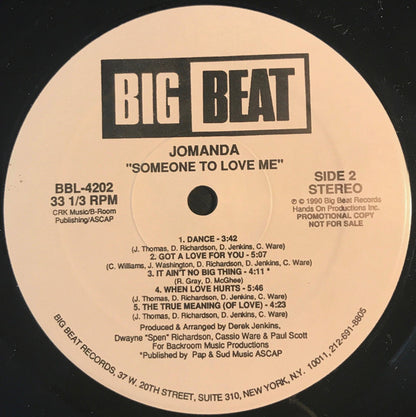 BIG BEAT
JOMANDA
"SOMEONE TO LOVE ME"
BBL-4202
33 1/3 RPM
CRK Music/B-Room
Publishing/ASCAP
SIDE 2
STEREO
℗ © 1990 Big Beat Records
Hands On Productions Inc.
PROMOTIONAL COPY
NOT FOR SALE
1. DANCE - 3:42
(J. Thomas, D. Richardson, D. Jenkins, C. Ware)
2. GOT A LOVE FOR YOU - 5:07
(C. Williams, J. Washington, D. Richardson, D. Jenkins, C. Ware)
3. IT AIN'T NO BIG THING - 4:11 *
(R. Gray, D. McGhee)
4. WHEN LOVE HURTS - 5:46
(J. Thomas, D. Richardson, D. Jenkins, C. Ware)
5. THE TRUE MEANING (OF LOVE) - 4:23
(J. Thomas, D. Richardson, D. Jenkins, C. Ware)
Produced & Arranged by Derek Jenkins,
Dwayne "Spen" Richardson, Cassio Ware & Paul Scott
For Backroom Music Productions
*Published by Pap & Sud Music ASCAP
BIG BEAT RECORDS, 37 W. 20TH STREET, SUITE 310, NEW YORK, N.Y. 10011, 212-691-8805